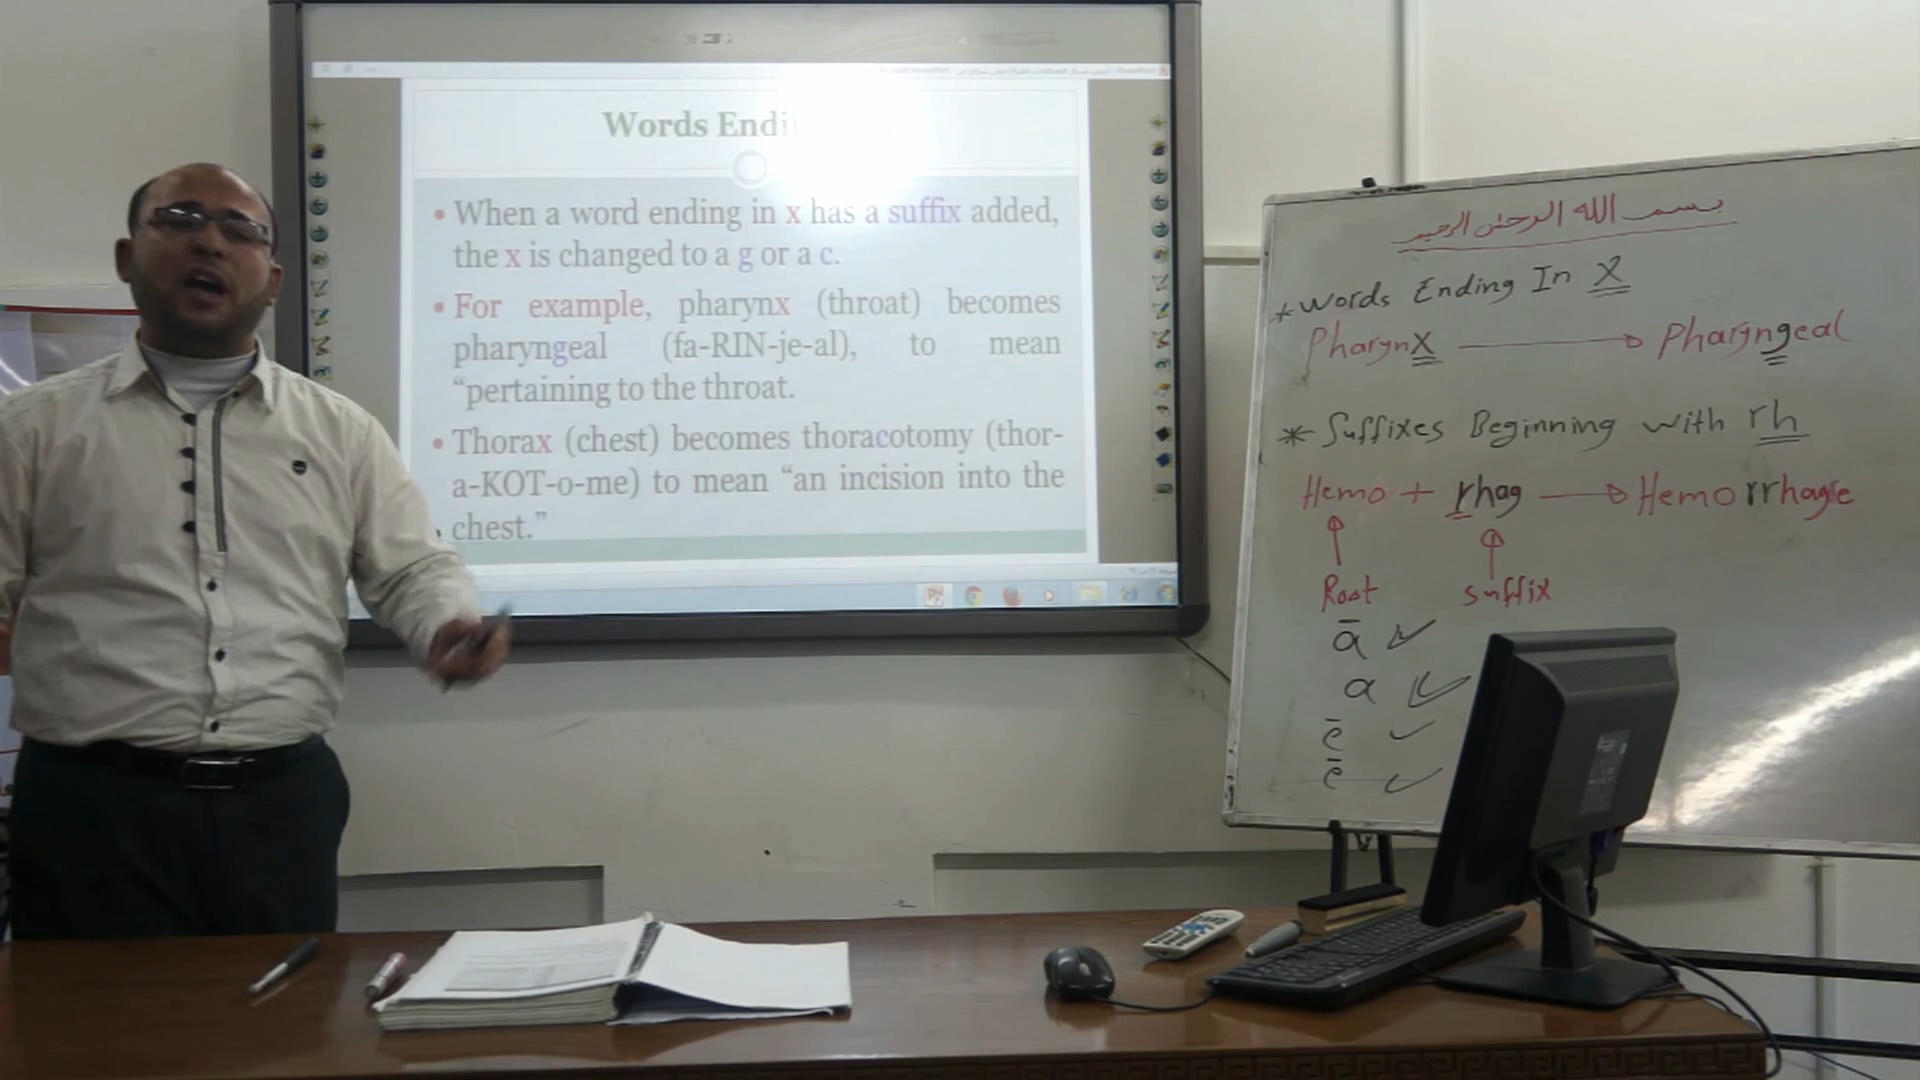 Words Endi
• When a word ending in x has a suffix added,
the x is changed to a g or a c.
• For example, pharynx (throat) becomes
pharyngeal (fa-RIN-je-al), to mean
“pertaining to the throat.
• Thorax (chest) becomes thoracotomy (thor-
a-KOT-o-me) to mean “an incision into the
chest.”
بسم الله الرحمن الرحيم
* Words Ending In X
Pharynx → Pharyngeal
* Suffixes Beginning with rh
Hemo + rhag → Hemorrhage
Root suffix
ā ✓
a ✓
ē ✓
ē ✓